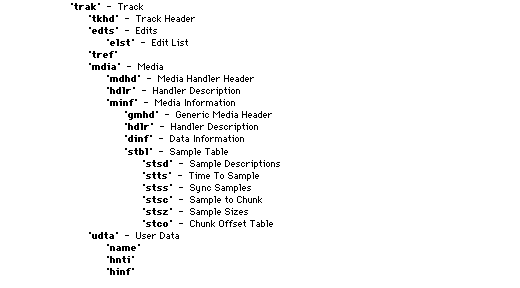 'trak' - Track
'tkhd' - Track Header
'edts' - Edits
'elst' - Edit List
'tref'
'mdia' - Media
'mdhd' - Media Handler Header
'hdlr' - Handler Description
'minf' - Media Information
'gmhd' - Generic Media Header
'hdlr' - Handler Description
'dinf' - Data Information
'stbl' - Sample Table
'stsd' - Sample Descriptions
'stts' - Time To Sample
'stss' - Sync Samples
'stsc' - Sample to Chunk
'stsz' - Sample Sizes
'stco' - Chunk Offset Table
'udta' - User Data
'name'
'hnti'
'hinf'